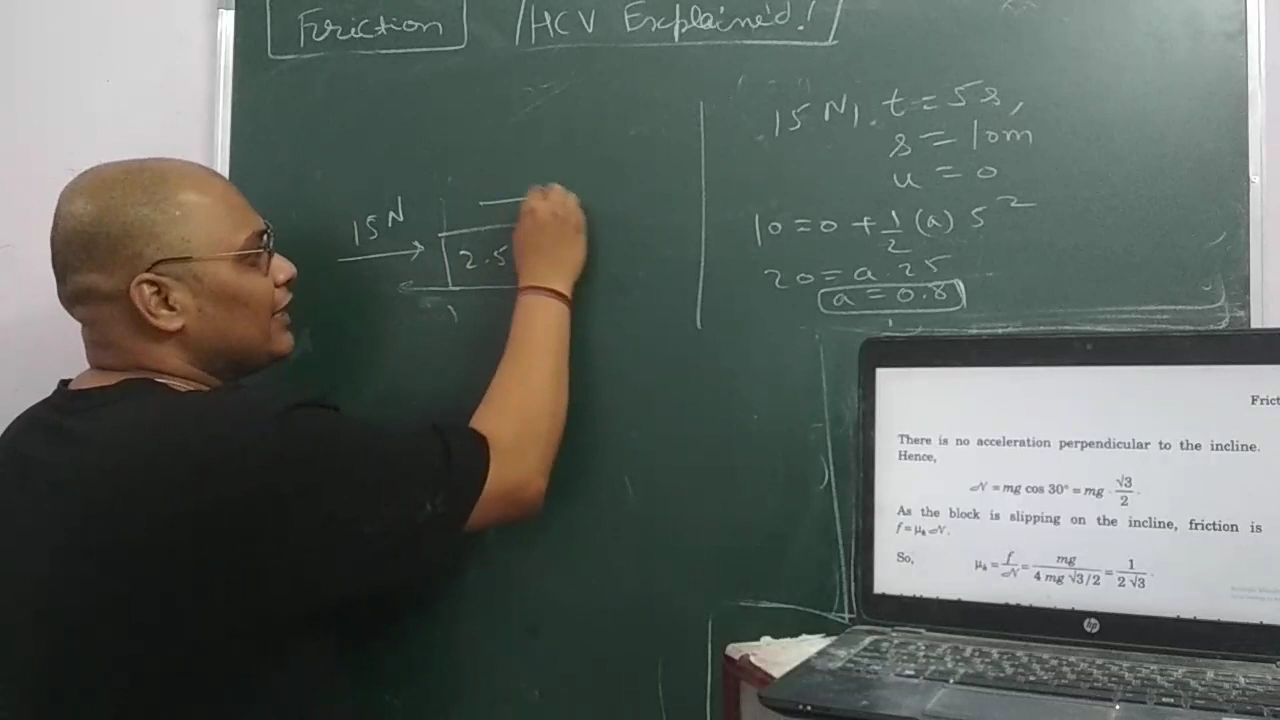 Friction
HCV Explained!
15 N
2.5
15 N, t = 5s,
s = 10m
u = 0
10 = 0 + 1/2 (a) 5²
20 = a.25
a = 0.8
Frict
There is no acceleration perpendicular to the incline.
Hence,
𝒩 = mg cos 30° = mg · √3/2 .
As the block is slipping on the incline, friction is
f = μₖ 𝒩.
So, μₖ = f/𝒩 = mg/4 mg √3/2 = 1/2 √3 .
hp